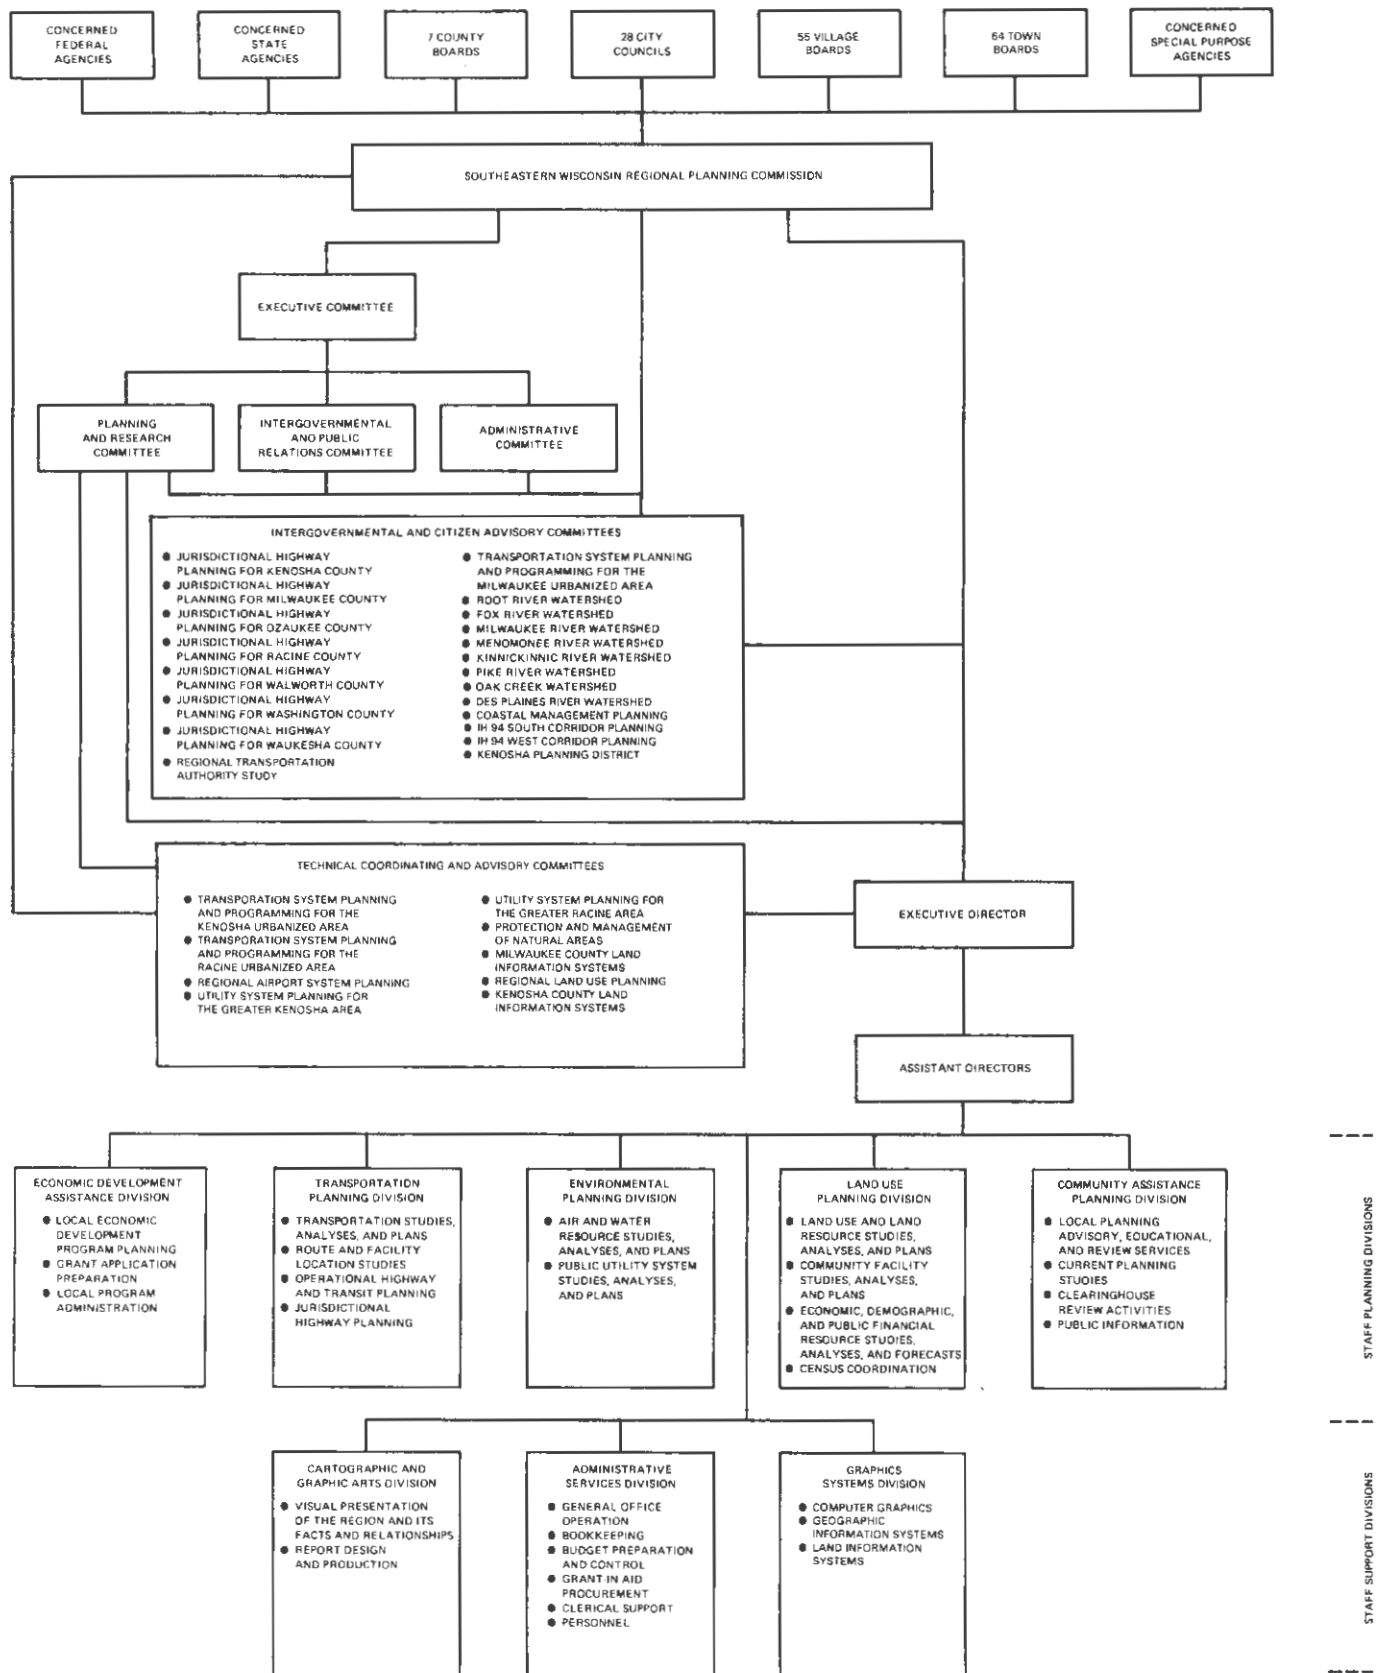 CONCERNED
FEDERAL
AGENCIES
CONCERNED
STATE
AGENCIES
7 COUNTY
BOARDS
28 CITY
COUNCILS
55 VILLAGE
BOARDS
64 TOWN
BOARDS
CONCERNED
SPECIAL PURPOSE
AGENCIES
SOUTHEASTERN WISCONSIN REGIONAL PLANNING COMMISSION
EXECUTIVE COMMITTEE
PLANNING
AND RESEARCH
COMMITTEE
INTERGOVERNMENTAL
AND PUBLIC
RELATIONS COMMITTEE
ADMINISTRATIVE
COMMITTEE
INTERGOVERNMENTAL AND CITIZEN ADVISORY COMMITTEES
● JURISDICTIONAL HIGHWAY
PLANNING FOR KENOSHA COUNTY
● JURISDICTIONAL HIGHWAY
PLANNING FOR MILWAUKEE COUNTY
● JURISDICTIONAL HIGHWAY
PLANNING FOR OZAUKEE COUNTY
● JURISDICTIONAL HIGHWAY
PLANNING FOR RACINE COUNTY
● JURISDICTIONAL HIGHWAY
PLANNING FOR WALWORTH COUNTY
● JURISDICTIONAL HIGHWAY
PLANNING FOR WASHINGTON COUNTY
● JURISDICTIONAL HIGHWAY
PLANNING FOR WAUKESHA COUNTY
● REGIONAL TRANSPORTATION
AUTHORITY STUDY
● TRANSPORTATION SYSTEM PLANNING
AND PROGRAMMING FOR THE
MILWAUKEE URBANIZED AREA
● ROOT RIVER WATERSHED
● FOX RIVER WATERSHED
● MILWAUKEE RIVER WATERSHED
● MENOMONEE RIVER WATERSHED
● KINNICKINNIC RIVER WATERSHED
● PIKE RIVER WATERSHED
● OAK CREEK WATERSHED
● DES PLAINES RIVER WATERSHED
● COASTAL MANAGEMENT PLANNING
● IH 94 SOUTH CORRIDOR PLANNING
● IH 94 WEST CORRIDOR PLANNING
● KENOSHA PLANNING DISTRICT
TECHNICAL COORDINATING AND ADVISORY COMMITTEES
● TRANSPORATION SYSTEM PLANNING
AND PROGRAMMING FOR THE
KENOSHA URBANIZED AREA
● TRANSPORATION SYSTEM PLANNING
AND PROGRAMMING FOR THE
RACINE URBANIZED AREA
● REGIONAL AIRPORT SYSTEM PLANNING
● UTILITY SYSTEM PLANNING FOR
THE GREATER KENOSHA AREA
● UTILITY SYSTEM PLANNING FOR
THE GREATER RACINE AREA
● PROTECTION AND MANAGEMENT
OF NATURAL AREAS
● MILWAUKEE COUNTY LAND
INFORMATION SYSTEMS
● REGIONAL LAND USE PLANNING
● KENOSHA COUNTY LAND
INFORMATION SYSTEMS
EXECUTIVE DIRECTOR
ASSISTANT DIRECTORS
ECONOMIC DEVELOPMENT
ASSISTANCE DIVISION
● LOCAL ECONOMIC
DEVELOPMENT
PROGRAM PLANNING
● GRANT APPLICATION
PREPARATION
● LOCAL PROGRAM
ADMINISTRATION
TRANSPORTATION
PLANNING DIVISION
● TRANSPORTATION STUDIES,
ANALYSES, AND PLANS
● ROUTE AND FACILITY
LOCATION STUDIES
● OPERATIONAL HIGHWAY
AND TRANSIT PLANNING
● JURISDICTIONAL
HIGHWAY PLANNING
ENVIRONMENTAL
PLANNING DIVISION
● AIR AND WATER
RESOURCE STUDIES,
ANALYSES, AND PLANS
● PUBLIC UTILITY SYSTEM
STUDIES, ANALYSES,
AND PLANS
LAND USE
PLANNING DIVISION
● LAND USE AND LAND
RESOURCE STUDIES,
ANALYSES, AND PLANS
● COMMUNITY FACILITY
STUDIES, ANALYSES,
AND PLANS
● ECONOMIC, DEMOGRAPHIC,
AND PUBLIC FINANCIAL
RESOURCE STUDIES,
ANALYSES, AND FORECASTS
● CENSUS COORDINATION
COMMUNITY ASSISTANCE
PLANNING DIVISION
● LOCAL PLANNING
ADVISORY, EDUCATIONAL,
AND REVIEW SERVICES
● CURRENT PLANNING
STUDIES
● CLEARINGHOUSE
REVIEW ACTIVITIES
● PUBLIC INFORMATION
STAFF PLANNING DIVISIONS
CARTOGRAPHIC AND
GRAPHIC ARTS DIVISION
● VISUAL PRESENTATION
OF THE REGION AND ITS
FACTS AND RELATIONSHIPS
● REPORT DESIGN
AND PRODUCTION
ADMINISTRATIVE
SERVICES DIVISION
● GENERAL OFFICE
OPERATION
● BOOKKEEPING
● BUDGET PREPARATION
AND CONTROL
● GRANT-IN AID
PROCUREMENT
● CLERICAL SUPPORT
● PERSONNEL
GRAPHICS
SYSTEMS DIVISION
● COMPUTER GRAPHICS
● GEOGRAPHIC
INFORMATION SYSTEMS
● LAND INFORMATION
SYSTEMS
STAFF SUPPORT DIVISIONS